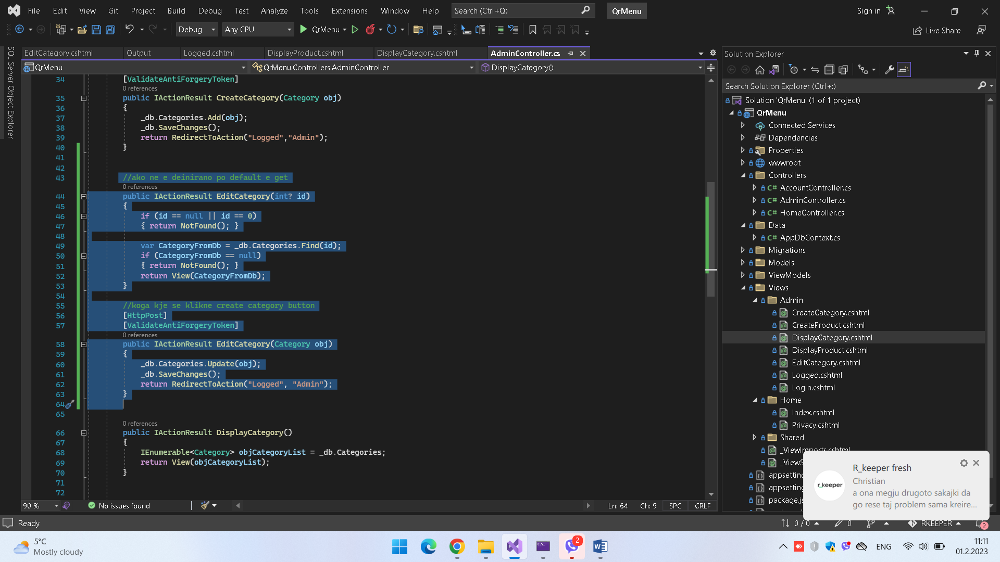 File Edit View Git Project Build Debug Test Analyze Tools Extensions Window Help Search (Ctrl+Q) QrMenu Sign in
Debug Any CPU QrMenu Live Share
SQL Server Object Explorer
EditCategory.cshtml Output Logged.cshtml DisplayProduct.cshtml DisplayCategory.cshtml AdminController.cs
QrMenu QrMenu.Controllers.AdminController DisplayCategory()
34 [ValidateAntiForgeryToken]
0 references
35 public IActionResult CreateCategory(Category obj)
36 {
37 _db.Categories.Add(obj);
38 _db.SaveChanges();
39 return RedirectToAction("Logged","Admin");
40 }
41
42
43 //ako ne e deinirano po default e get
0 references
44 public IActionResult EditCategory(int? id)
45 {
46 if (id == null || id == 0)
47 { return NotFound(); }
48
49 var CategoryFromDb = _db.Categories.Find(id);
50 if (CategoryFromDb == null)
51 { return NotFound(); }
52 return View(CategoryFromDb);
53 }
54
55 //koga kje se klikne create category button
56 [HttpPost]
57 [ValidateAntiForgeryToken]
0 references
58 public IActionResult EditCategory(Category obj)
59 {
60 _db.Categories.Update(obj);
61 _db.SaveChanges();
62 return RedirectToAction("Logged", "Admin");
63 }
64
65
0 references
66 public IActionResult DisplayCategory()
67 {
68 IEnumerable<Category> objCategoryList = _db.Categories;
69 return View(objCategoryList);
70 }
71
72
90 % No issues found Ln: 64 Ch: 9 SPC CRLF
Solution Explorer
Search Solution Explorer (Ctrl+;)
Solution 'QrMenu' (1 of 1 project)
QrMenu
Connected Services
Dependencies
Properties
wwwroot
Controllers
C# AccountController.cs
C# AdminController.cs
C# HomeController.cs
Data
C# AppDbContext.cs
Migrations
Models
ViewModels
Views
Admin
CreateCategory.cshtml
CreateProduct.cshtml
DisplayCategory.cshtml
DisplayProduct.cshtml
EditCategory.cshtml
Logged.cshtml
Login.cshtml
Home
Index.cshtml
Privacy.cshtml
Shared
_ViewImports.cshtml
_ViewS
appsetting
appsetting
package.js
R_keeper fresh
Christian
a ona megju drugoto sakajki da
go rese taj problem sama kreire...
r_keeper
Ready 0 / 0 0 RKEEPER 2
5°C
Mostly cloudy
2
ENG
11:11
01.2.2023